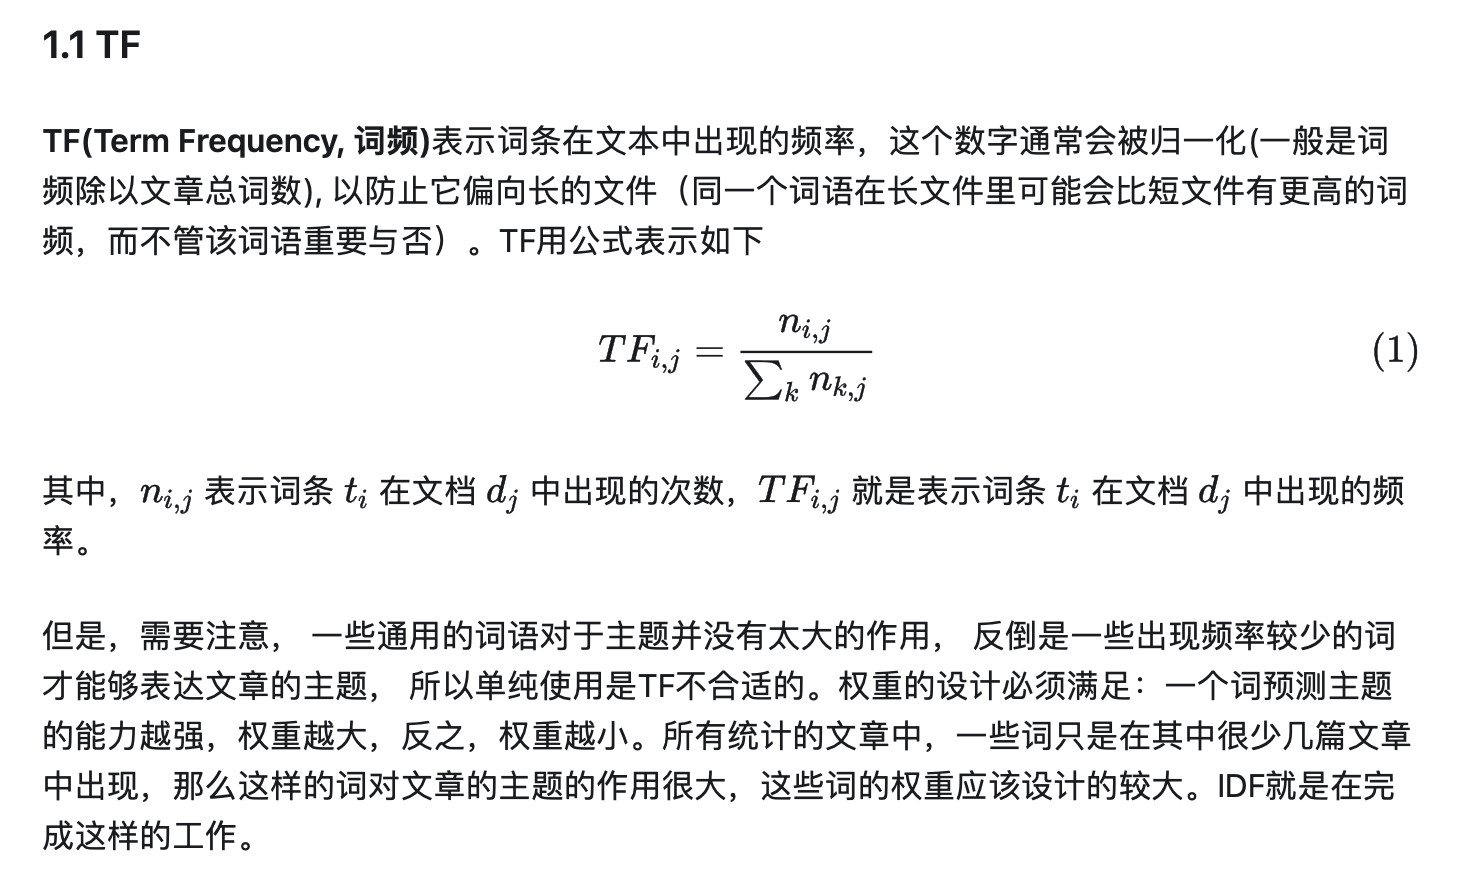 1.1 TF
TF(Term Frequency, 词频)表示词条在文本中出现的频率，这个数字通常会被归一化(一般是词
频除以文章总词数), 以防止它偏向长的文件（同一个词语在长文件里可能会比短文件有更高的词
频，而不管该词语重要与否）。TF用公式表示如下
$TF_{i,j} = \frac{n_{i,j}}{\sum_k n_{k,j}}$ (1)
其中，$n_{i,j}$ 表示词条 $t_i$ 在文档 $d_j$ 中出现的次数，$TF_{i,j}$ 就是表示词条 $t_i$ 在文档 $d_j$ 中出现的频
率。
但是，需要注意， 一些通用的词语对于主题并没有太大的作用， 反倒是一些出现频率较少的词
才能够表达文章的主题， 所以单纯使用是TF不合适的。权重的设计必须满足：一个词预测主题
的能力越强，权重越大，反之，权重越小。所有统计的文章中，一些词只是在其中很少几篇文章
中出现，那么这样的词对文章的主题的作用很大，这些词的权重应该设计的较大。IDF就是在完
成这样的工作。